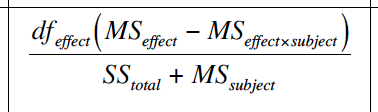 df_effect (MS_effect − MS_effect×subject)
SS_total + MS_subject